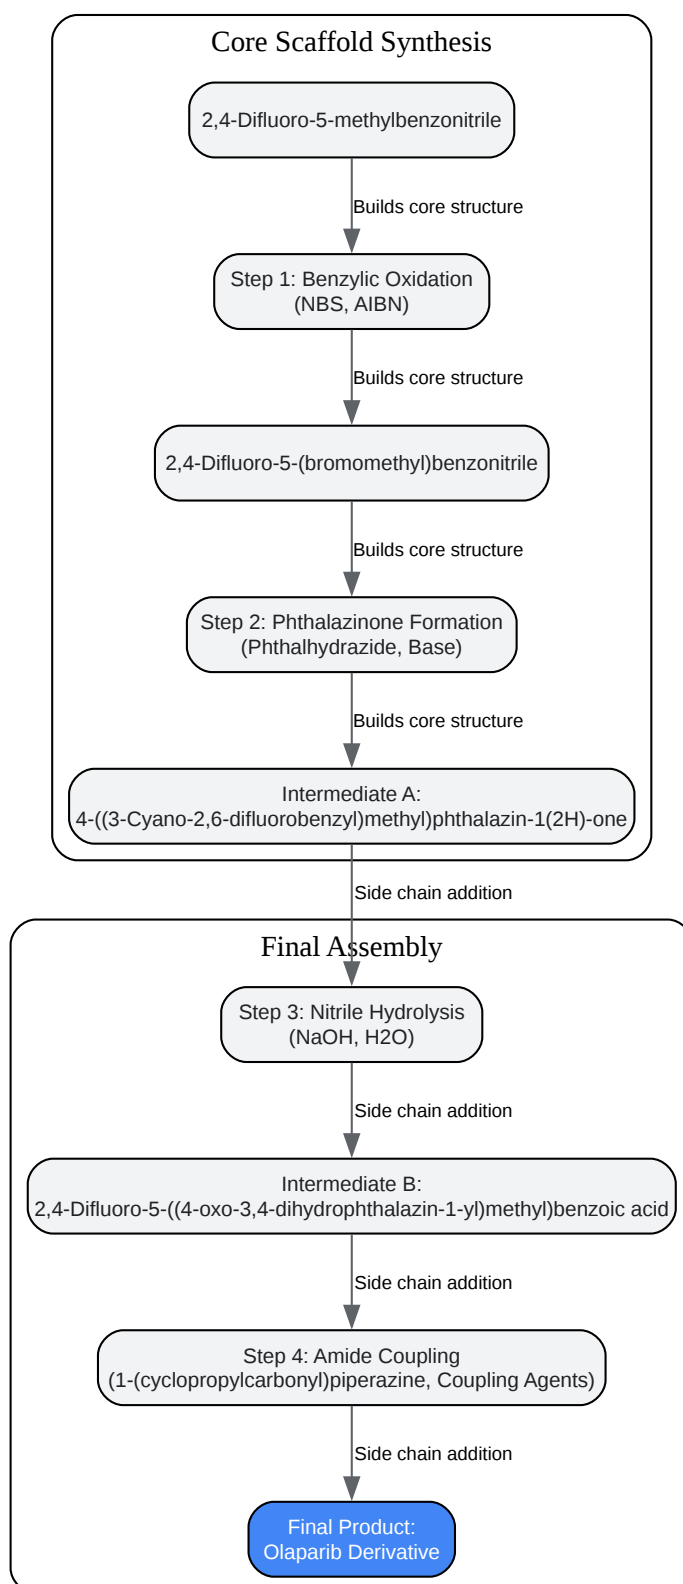 Core Scaffold Synthesis
2,4-Difluoro-5-methylbenzonitrile
Builds core structure
Step 1: Benzylic Oxidation
(NBS, AIBN)
Builds core structure
2,4-Difluoro-5-(bromomethyl)benzonitrile
Builds core structure
Step 2: Phthalazinone Formation
(Phthalhydrazide, Base)
Builds core structure
Intermediate A:
4-((3-Cyano-2,6-difluorobenzyl)methyl)phthalazin-1(2H)-one
Side chain addition
Final Assembly
Step 3: Nitrile Hydrolysis
(NaOH, H2O)
Side chain addition
Intermediate B:
2,4-Difluoro-5-((4-oxo-3,4-dihydrophthalazin-1-yl)methyl)benzoic acid
Side chain addition
Step 4: Amide Coupling
(1-(cyclopropylcarbonyl)piperazine, Coupling Agents)
Side chain addition
Final Product:
Olaparib Derivative